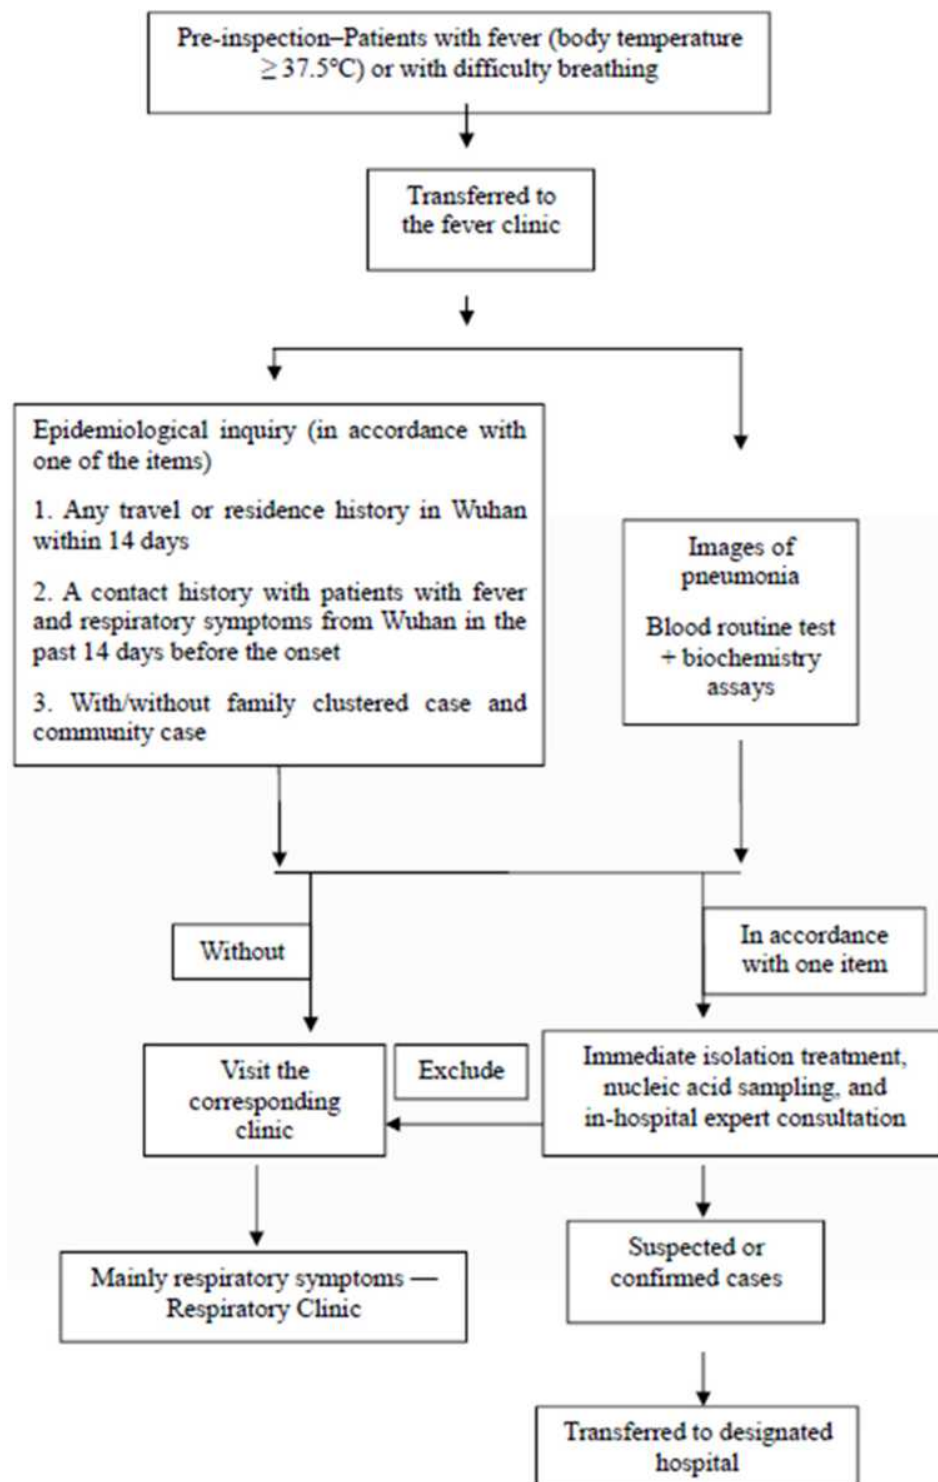 Pre-inspection–Patients with fever (body temperature
≥ 37.5°C) or with difficulty breathing
Transferred to
the fever clinic
Epidemiological inquiry (in accordance with
one of the items)
1. Any travel or residence history in Wuhan
within 14 days
2. A contact history with patients with fever
and respiratory symptoms from Wuhan in the
past 14 days before the onset
3. With/without family clustered case and
community case
Images of
pneumonia
Blood routine test
+ biochemistry
assays
Without
In accordance
with one item
Visit the
corresponding
clinic
Exclude
Immediate isolation treatment,
nucleic acid sampling, and
in-hospital expert consultation
Mainly respiratory symptoms —
Respiratory Clinic
Suspected or
confirmed cases
Transferred to designated
hospital